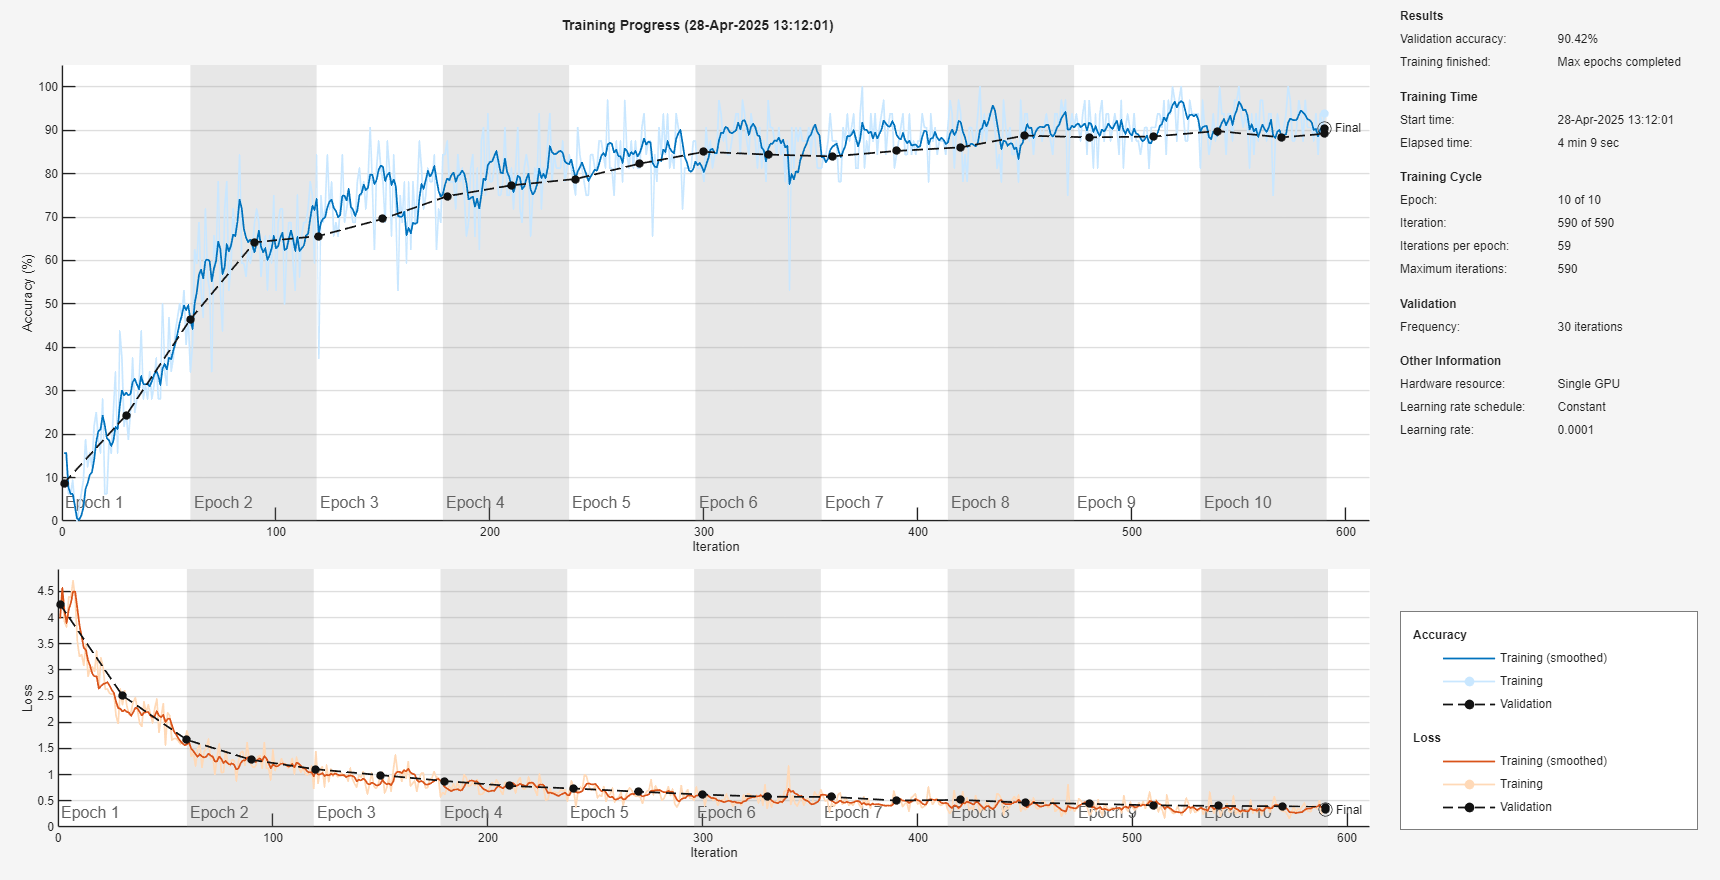 Training Progress (28-Apr-2025 13:12:01)
Accuracy (%)
100
90
80
70
60
50
40
30
20
10
0
Final
Epoch 1 Epoch 2 Epoch 3 Epoch 4 Epoch 5 Epoch 6 Epoch 7 Epoch 8 Epoch 9 Epoch 10
0 100 200 300 400 500 600
Iteration
Loss
4.5
4
3.5
3
2.5
2
1.5
1
0.5
0
Final
Epoch 1 Epoch 2 Epoch 3 Epoch 4 Epoch 5 Epoch 6 Epoch 7 Epoch 8 Epoch 9 Epoch 10
0 100 200 300 400 500 600
Iteration
Results
Validation accuracy: 90.42%
Training finished: Max epochs completed
Training Time
Start time: 28-Apr-2025 13:12:01
Elapsed time: 4 min 9 sec
Training Cycle
Epoch: 10 of 10
Iteration: 590 of 590
Iterations per epoch: 59
Maximum iterations: 590
Validation
Frequency: 30 iterations
Other Information
Hardware resource: Single GPU
Learning rate schedule: Constant
Learning rate: 0.0001
Accuracy
Training (smoothed)
Training
Validation
Loss
Training (smoothed)
Training
Validation